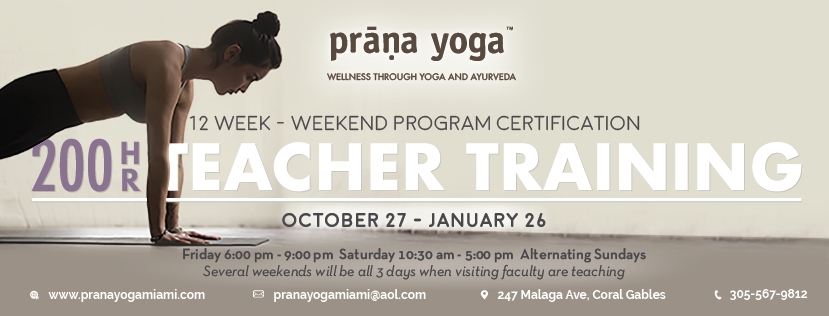 prāṇa yoga™
WELLNESS THROUGH YOGA AND AYURVEDA
12 WEEK - WEEKEND PROGRAM CERTIFICATION
200 HR TEACHER TRAINING
OCTOBER 27 - JANUARY 26
Friday 6:00 pm - 9:00 pm Saturday 10:30 am - 5:00 pm Alternating Sundays
Several weekends will be all 3 days when visiting faculty are teaching
www.pranayogamiami.com pranayogamiami@aol.com 247 Malaga Ave, Coral Gables 305-567-9812